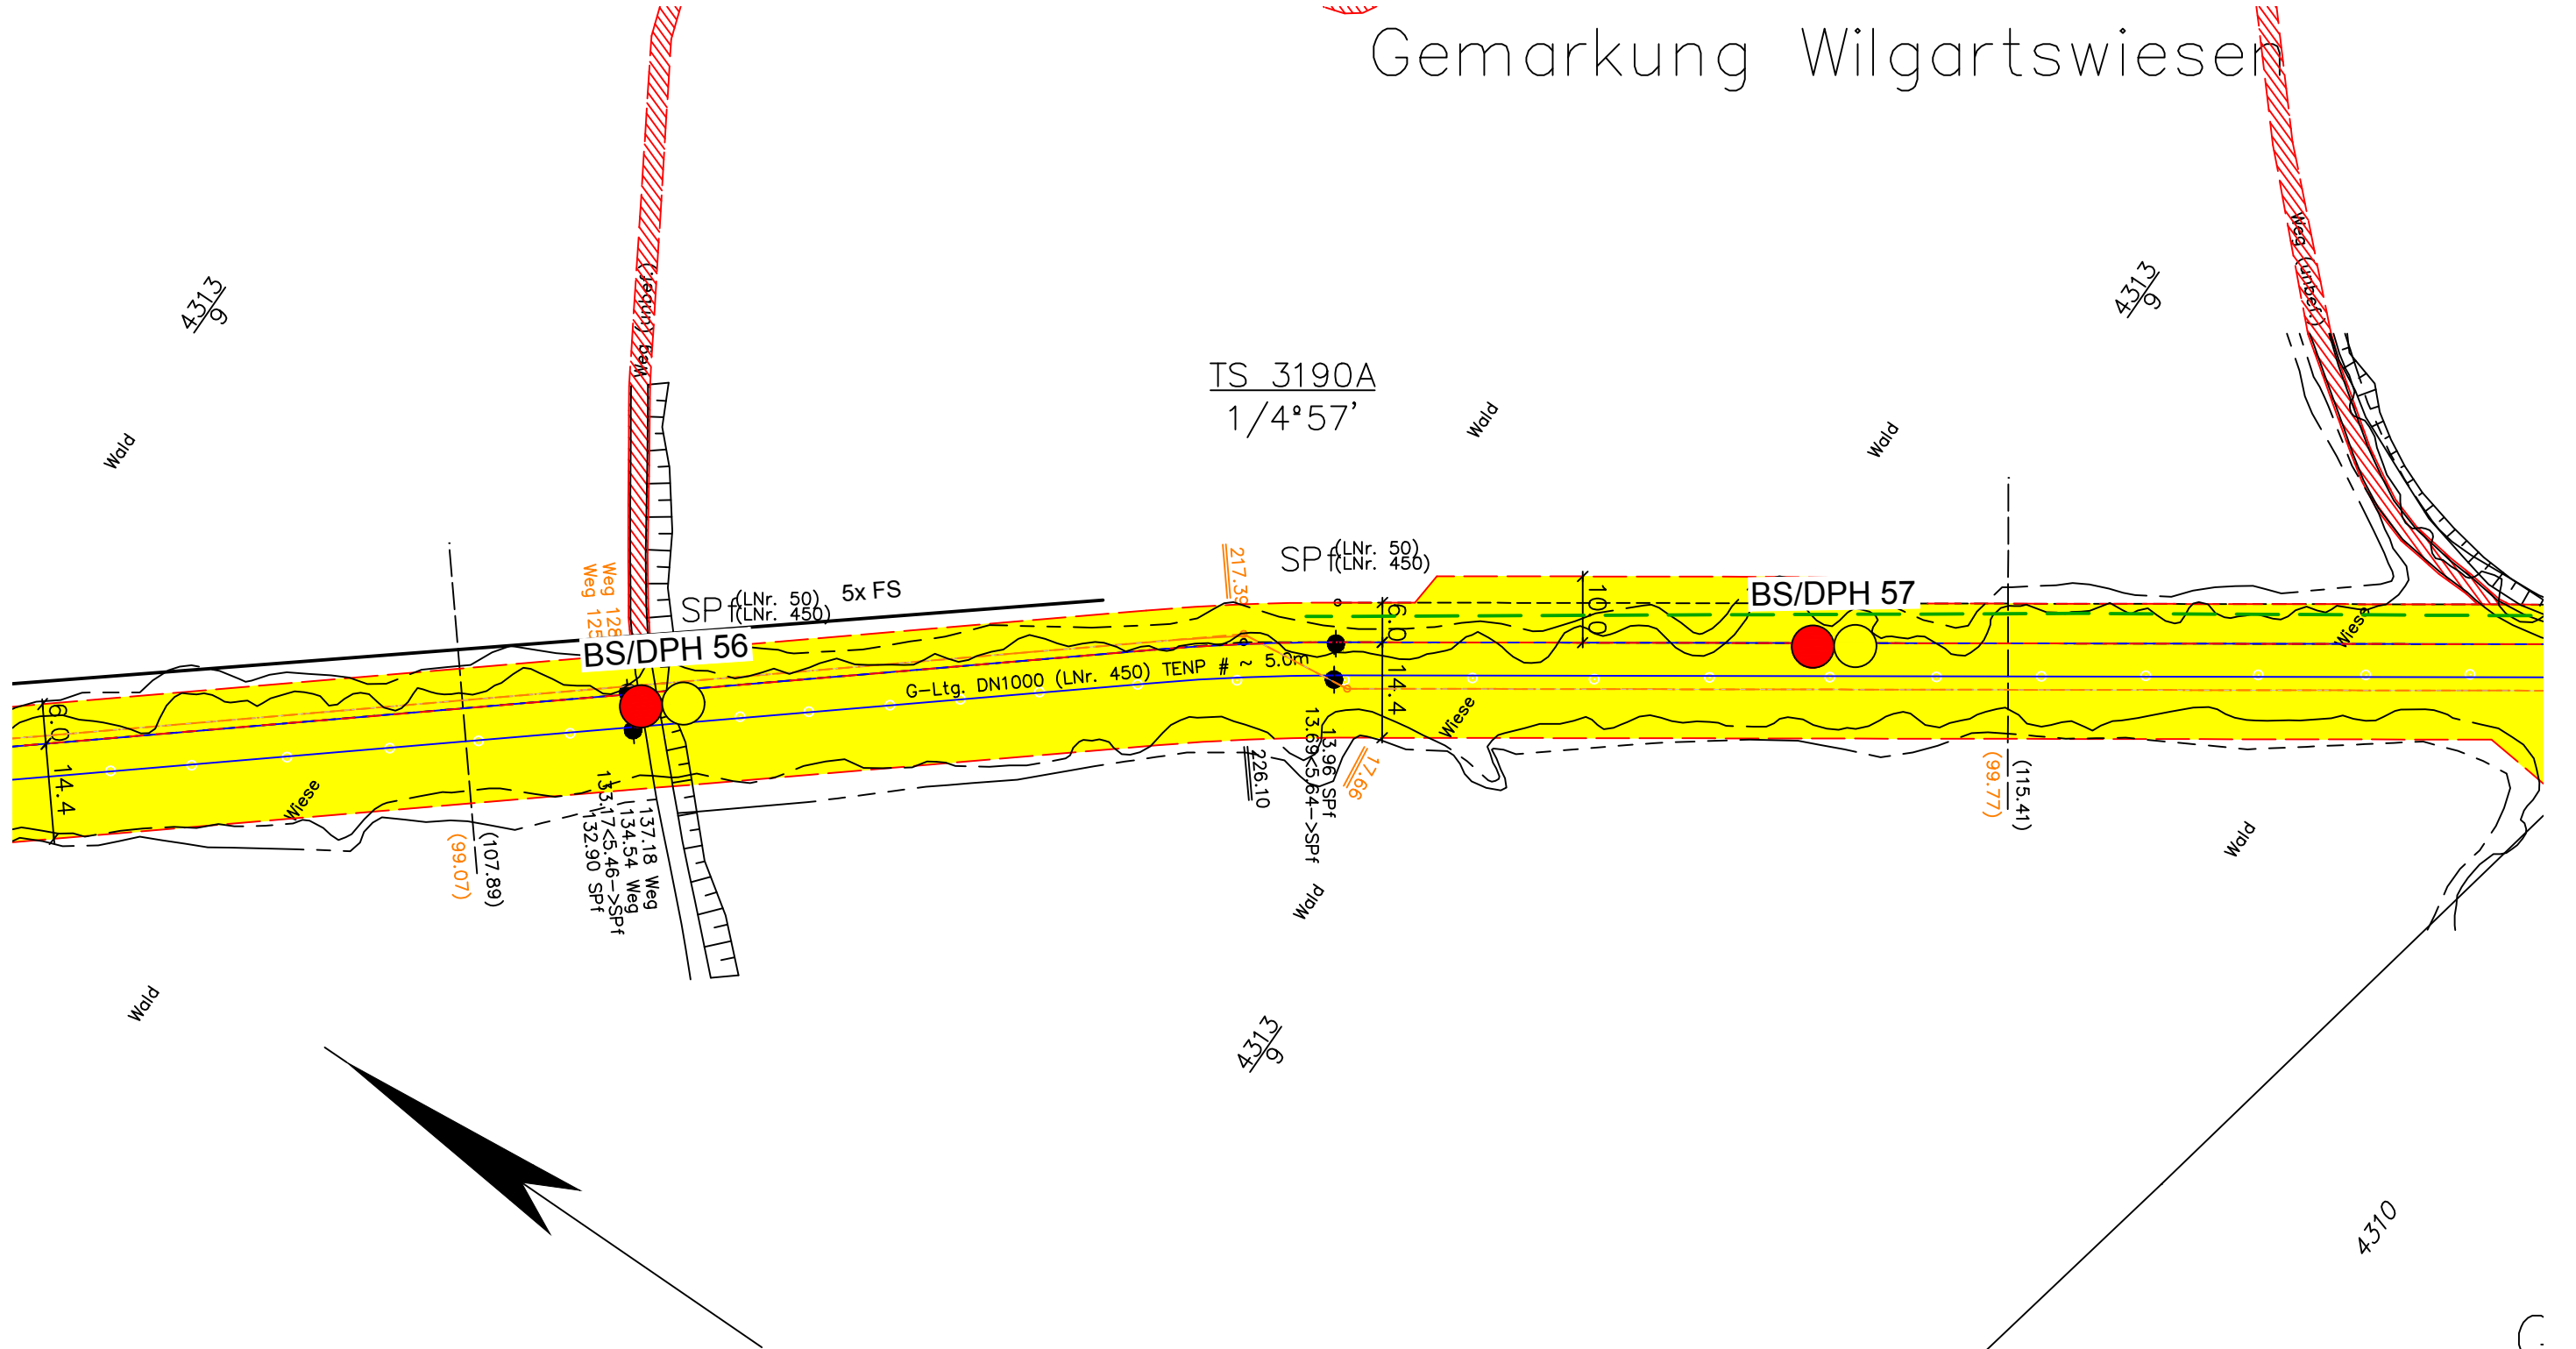 Gemarkung Wilgartswiesen
4313
9
4313
9
Weg (unbef.)
Weg (unbef.)
TS 3190A
1/4°57'
Wald
Wald
Wald
217.39
SPf
(LNr. 50)
(LNr. 450)
Weg 128
Weg 125
SPf
(LNr. 50)
(LNr. 450)
5x FS
BS/DPH 56
BS/DPH 57
10.0
6.0
14.4
G-Ltg. DN1000 (LNr. 450) TENP # ~ 5.0m
6.0
14.4
Wiese
Wiese
Wiese
(99.07)
(107.89)
137.18 Weg
134.54 Weg
133.17<5.46->SPf
132.90 SPf
226.10
13.96 SPf
13.69<5.64->SPf
17.66
(99.77)
(115.41)
Wald
Wald
Wald
4313
9
4310